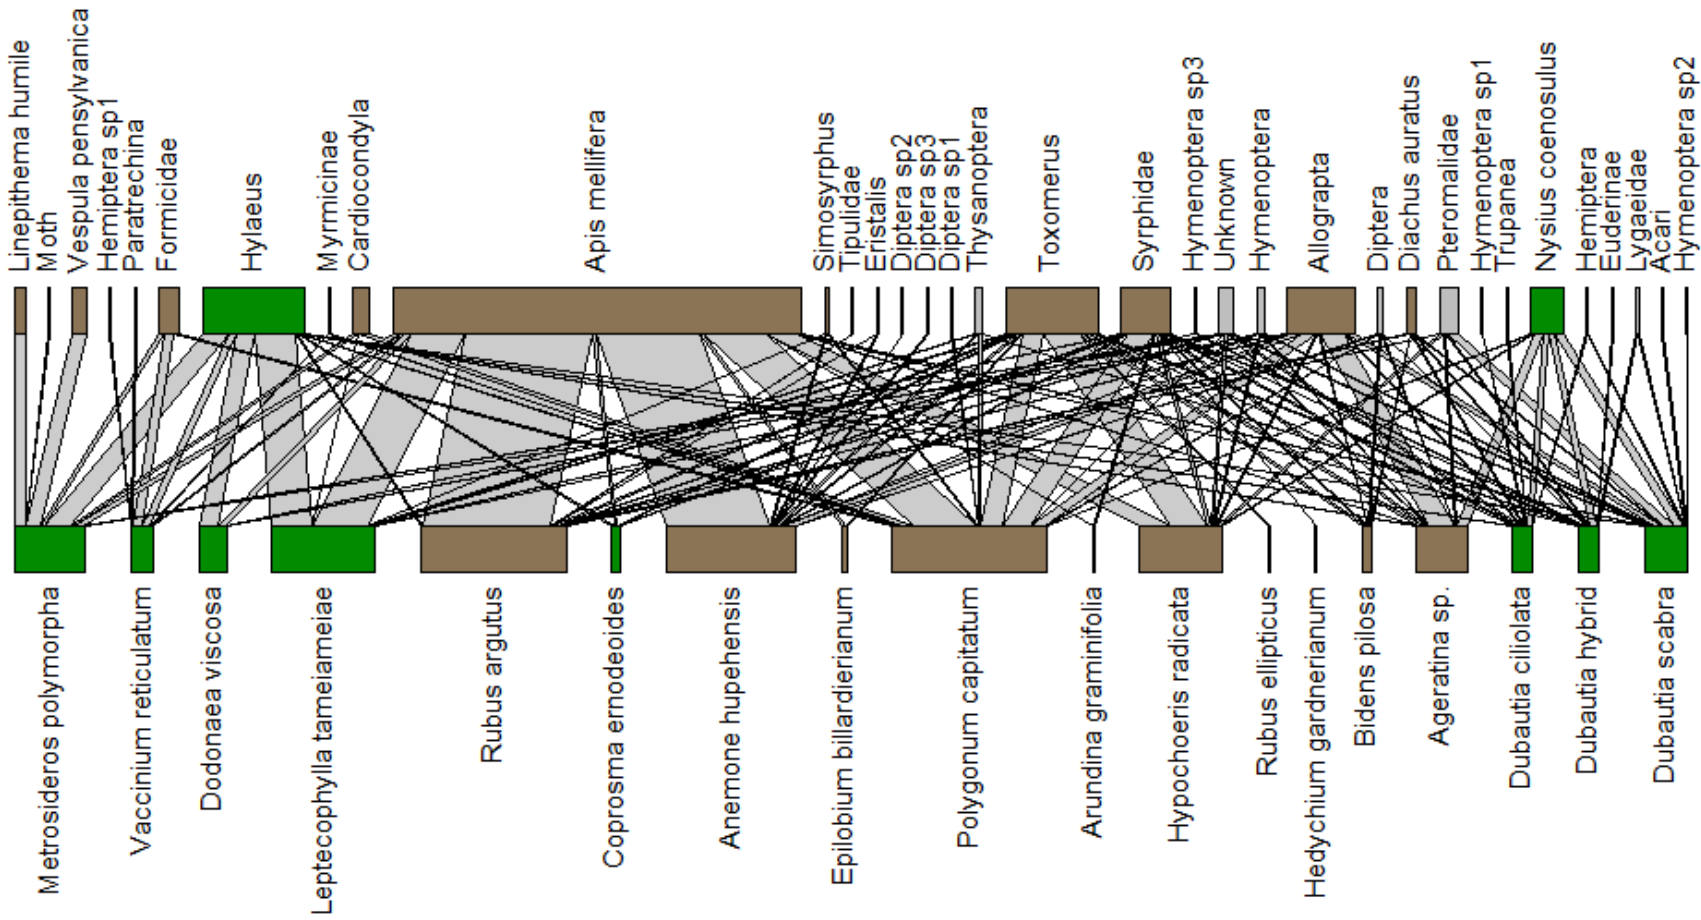 Linepithema humile
Moth
Vespula pensylvanica
Hemiptera sp1
Paratrechina
Formicidae
Hylaeus
Myrmicinae
Cardiocondyla
Apis mellifera
Simosyrphus
Tipulidae
Eristalis
Diptera sp2
Diptera sp3
Diptera sp1
Thysanoptera
Toxomerus
Syrphidae
Hymenoptera sp3
Unknown
Hymenoptera
Allograpta
Diptera
Diachus auratus
Pteromalidae
Hymenoptera sp1
Trupanea
Nysius coenosulus
Hemiptera
Euderinae
Lygaeidae
Acari
Hymenoptera sp2
Metrosideros polymorpha
Vaccinium reticulatum
Dodonaea viscosa
Leptecophylla tameiameiae
Rubus argutus
Coprosma ernodeoides
Anemone hupehensis
Epilobium billardierianum
Polygonum capitatum
Arundina graminifolia
Hypochoeris radicata
Rubus ellipticus
Hedychium gardnerianum
Bidens pilosa
Ageratina sp.
Dubautia ciliolata
Dubautia hybrid
Dubautia scabra